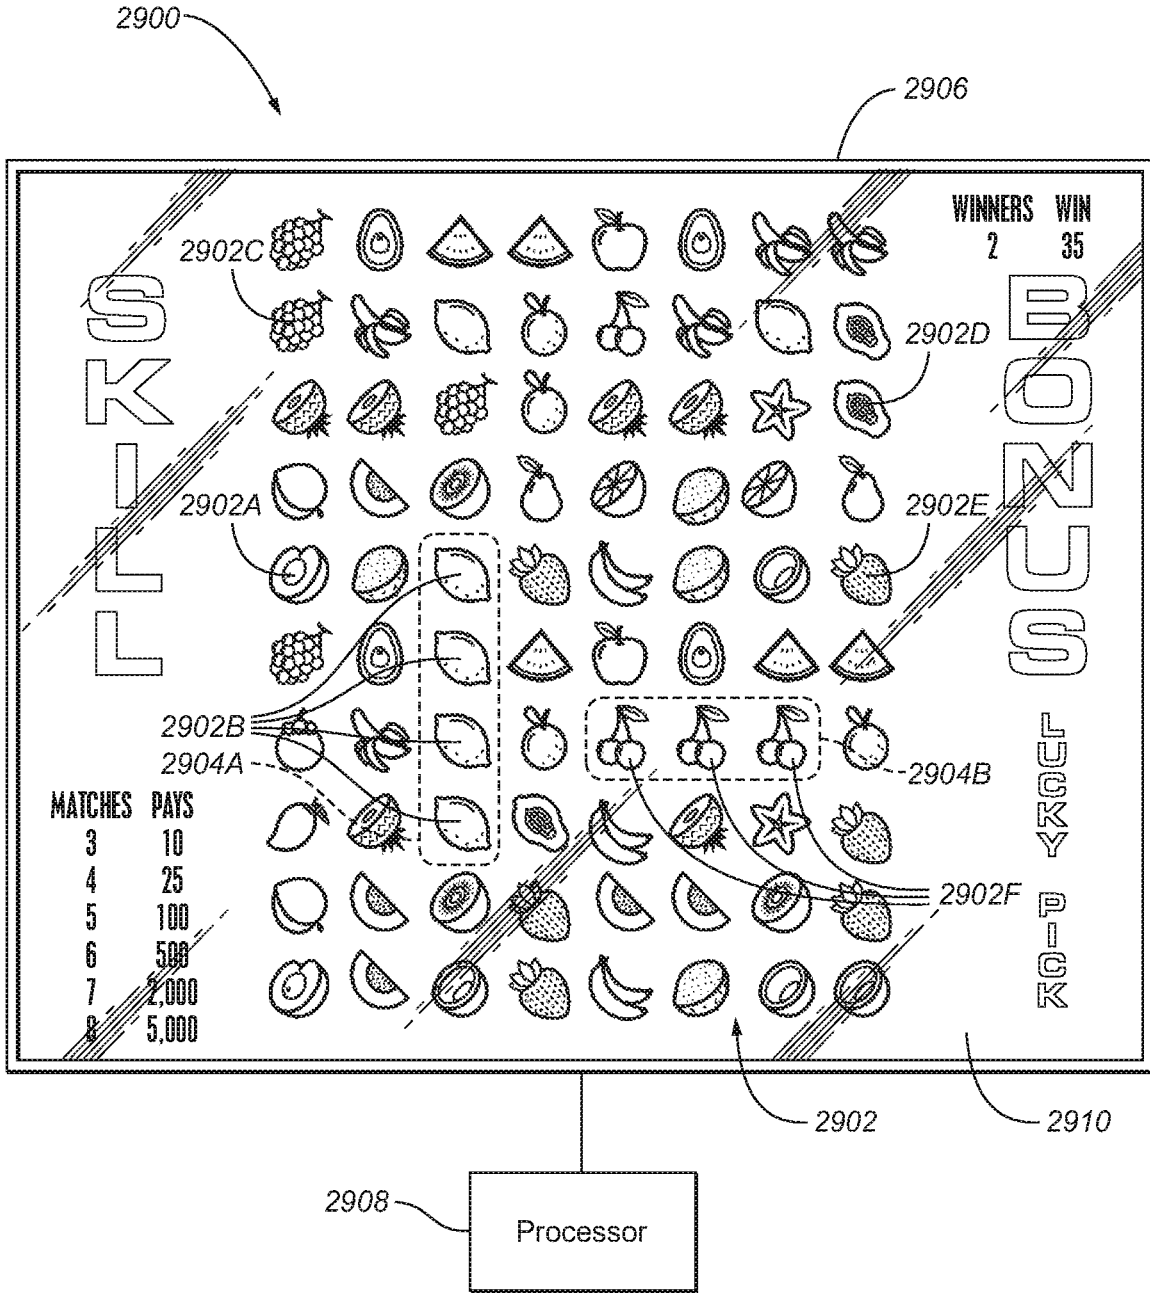 2900
2906
WINNERS WIN
2 35
2902C
SKILL
BONUS
2902D
2902A
2902E
2902B
2904A
2904B
LUCKY PICK
MATCHES PAYS
3 10
4 25
5 100
6 500
7 2,000
8 5,000
2902F
2902
2910
2908
Processor